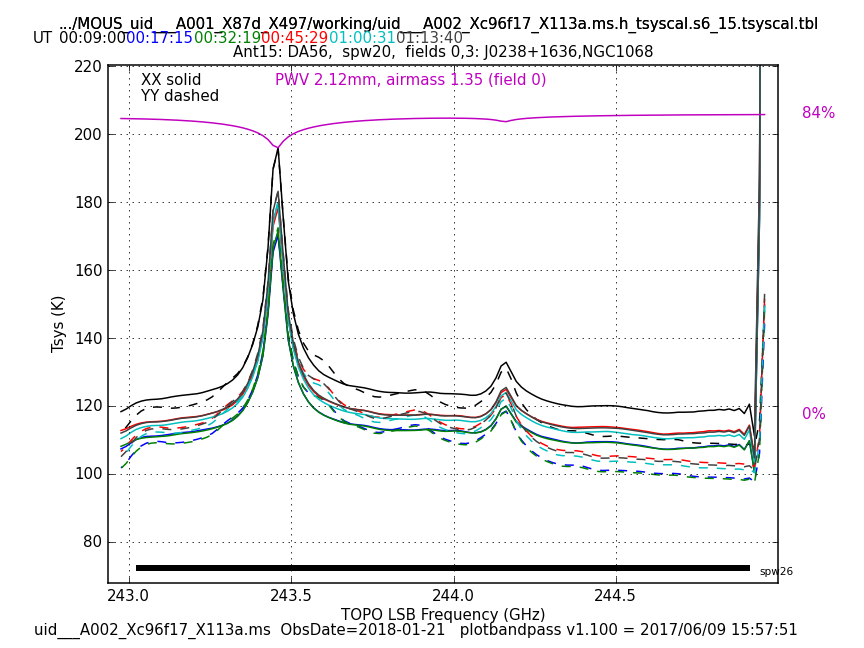 .../MOUS_uid___A001_X87d_X497/working/uid___A002_Xc96f17_X113a.ms.h_tsyscal.s6_15.tsyscal.tbl
UT 00:09:00 00:17:15 00:32:19 00:45:29 01:00:31 01:13:40
Ant15: DA56, spw20, fields 0,3: J0238+1636,NGC1068
XX solid
YY dashed
PWV 2.12mm, airmass 1.35 (field 0)
84%
0%
220
200
180
160
140
120
100
80
Tsys (K)
spw26
243.0 243.5 244.0 244.5
TOPO LSB Frequency (GHz)
uid___A002_Xc96f17_X113a.ms ObsDate=2018-01-21 plotbandpass v1.100 = 2017/06/09 15:57:51